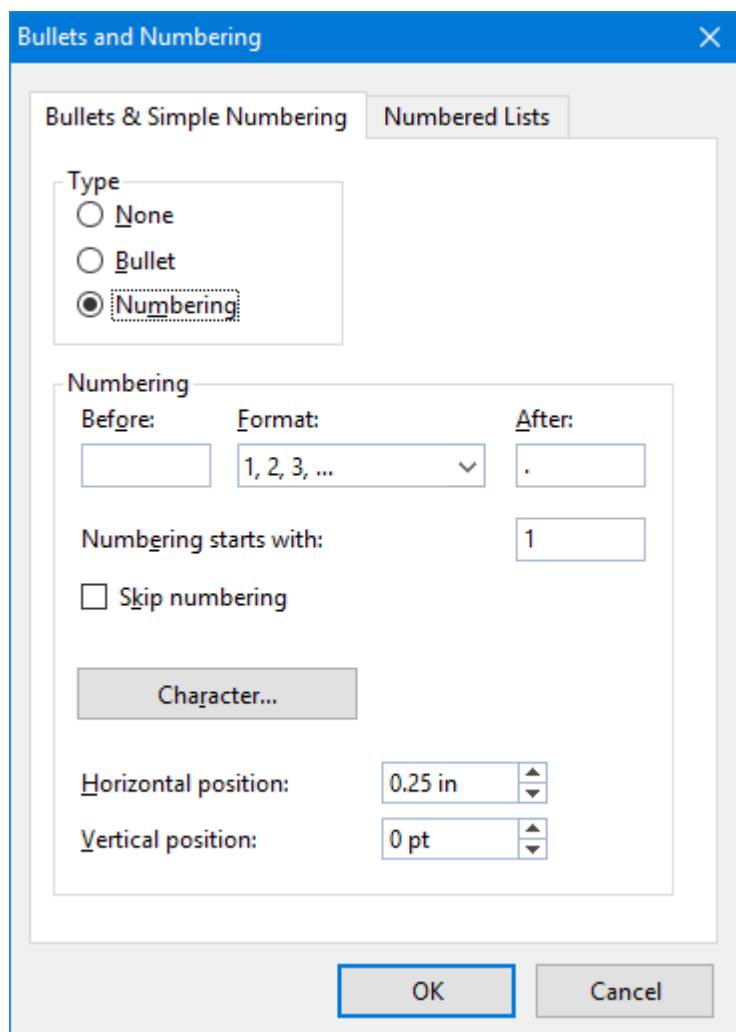 Bullets and Numbering
Bullets & Simple Numbering Numbered Lists
Type
None
Bullet
Numbering
Numbering
Before: Format: After:
1, 2, 3, ... .
Numbering starts with: 1
Skip numbering
Character...
Horizontal position: 0.25 in
Vertical position: 0 pt
OK Cancel